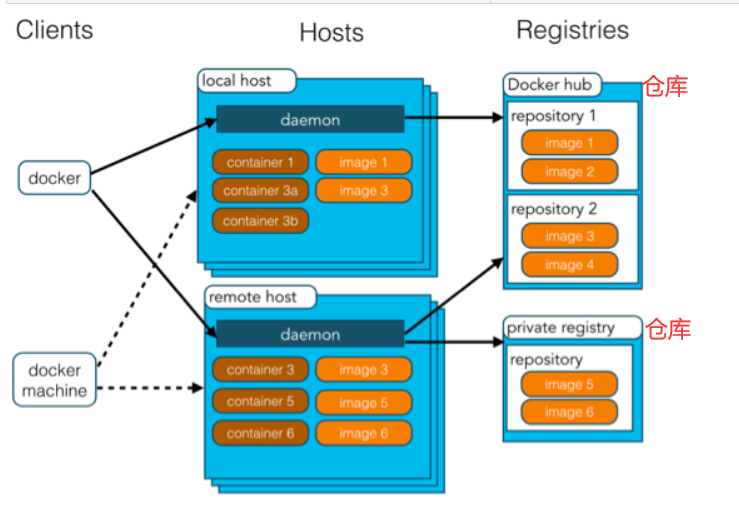 Clients
Hosts
Registries
local host
daemon
container 1
image 1
container 3a
image 3
container 3b
docker
docker
machine
remote host
daemon
container 3
image 3
container 5
image 5
container 6
image 6
Docker hub
仓库
repository 1
image 1
image 2
repository 2
image 3
image 4
private registry
仓库
repository
image 5
image 6